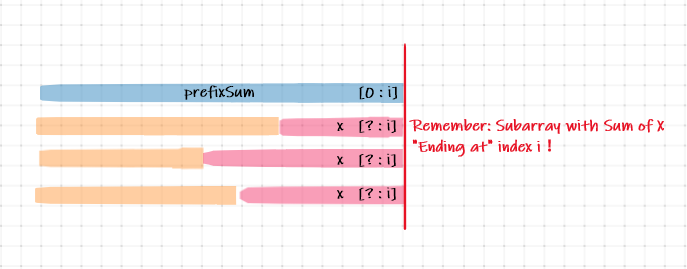 prefixSum [0 : i]
x [? : i]
Remember: Subarray with Sum of X
"Ending at" index i !
x [? : i]
x [? : i]